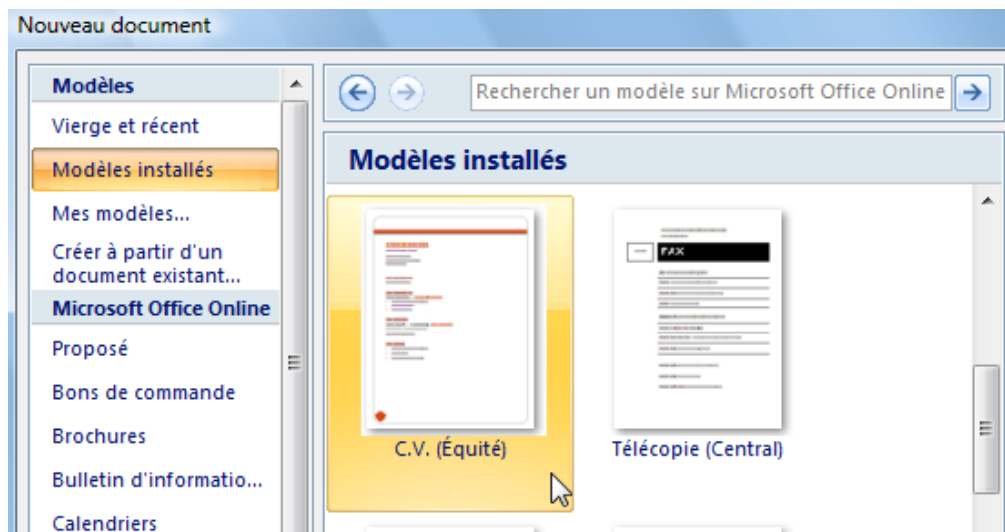 Nouveau document
Modèles
Vierge et récent
Modèles installés
Mes modèles...
Créer à partir d'un
document existant...
Microsoft Office Online
Proposé
Bons de commande
Brochures
Bulletin d'informatio...
Calendriers
Rechercher un modèle sur Microsoft Office Online
Modèles installés
FAX
C.V. (Équité)
Télécopie (Central)